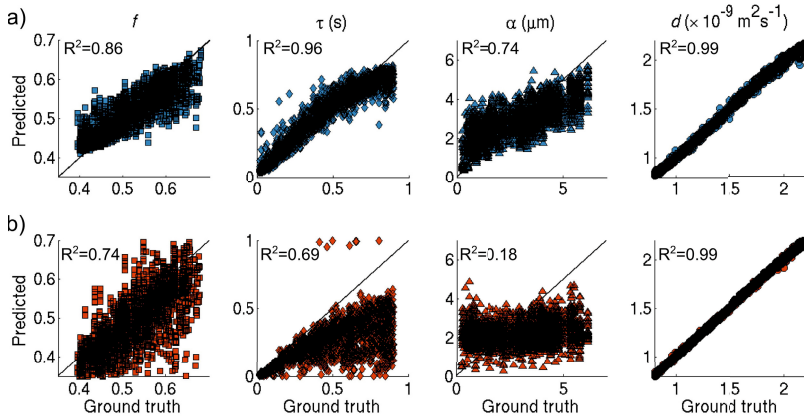 a)
f
τ (s)
α (μm)
d (× 10⁻⁹ m²s⁻¹)
Predicted
R²=0.86
R²=0.96
R²=0.74
R²=0.99
0.7
0.6
0.5
0.4
0.4 0.5 0.6
1
0.5
0
0 0.5 1
6
4
2
0
0 5
2
1.5
1
1 1.5 2
b)
Predicted
R²=0.74
R²=0.69
R²=0.18
R²=0.99
0.7
0.6
0.5
0.4
0.4 0.5 0.6
Ground truth
1
0.5
0
0 0.5 1
Ground truth
6
4
2
0
0 5
Ground truth
2
1.5
1
1 1.5 2
Ground truth